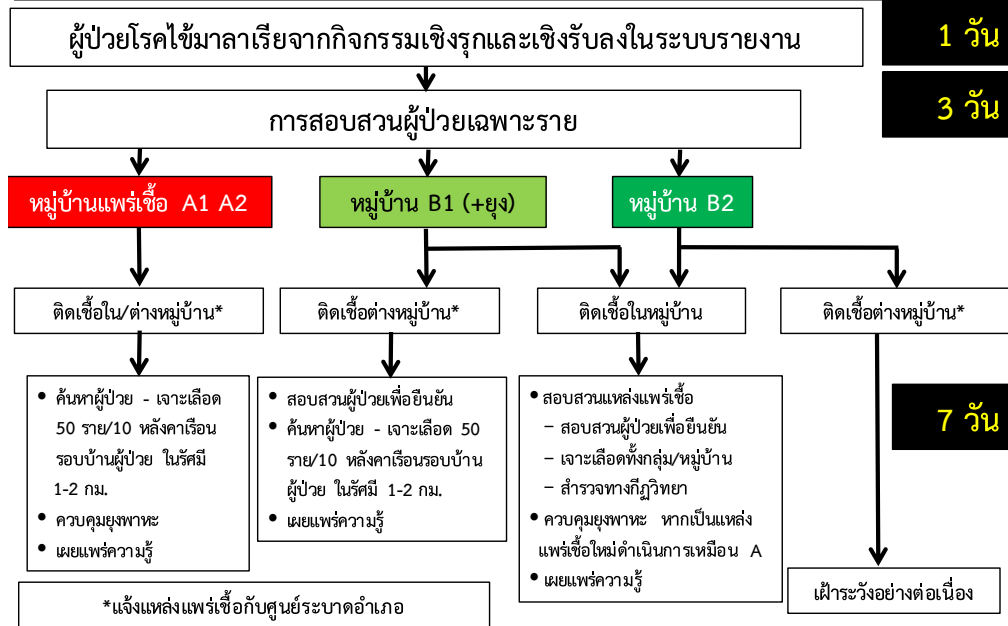 ผู้ป่วยโรคไข้มาลาเรียจากกิจกรรมเชิงรุกและเชิงรับลงในระบบรายงาน
1 วัน
3 วัน
การสอบสวนผู้ป่วยเฉพาะราย
หมู่บ้านแพร่เชื้อ A1 A2
หมู่บ้าน B1 (+ยุง)
หมู่บ้าน B2
ติดเชื้อใน/ต่างหมู่บ้าน*
ติดเชื้อต่างหมู่บ้าน*
ติดเชื้อในหมู่บ้าน
ติดเชื้อต่างหมู่บ้าน*
• ค้นหาผู้ป่วย - เจาะเลือด
50 ราย/10 หลังคาเรือน
รอบบ้านผู้ป่วย ในรัศมี
1-2 กม.
• ควบคุมยุงพาหะ
• เผยแพร่ความรู้
• สอบสวนผู้ป่วยเพื่อยืนยัน
• ค้นหาผู้ป่วย - เจาะเลือด 50
ราย/10 หลังคาเรือนรอบบ้าน
ผู้ป่วย ในรัศมี 1-2 กม.
• เผยแพร่ความรู้
• สอบสวนแหล่งแพร่เชื้อ
– สอบสวนผู้ป่วยเพื่อยืนยัน
– เจาะเลือดทั้งกลุ่ม/หมู่บ้าน
– สำรวจทางกีฏวิทยา
• ควบคุมยุงพาหะ หากเป็นแหล่ง
แพร่เชื้อใหม่ดำเนินการเหมือน A
• เผยแพร่ความรู้
7 วัน
เฝ้าระวังอย่างต่อเนื่อง
*แจ้งแหล่งแพร่เชื้อกับศูนย์ระบาดอำเภอ